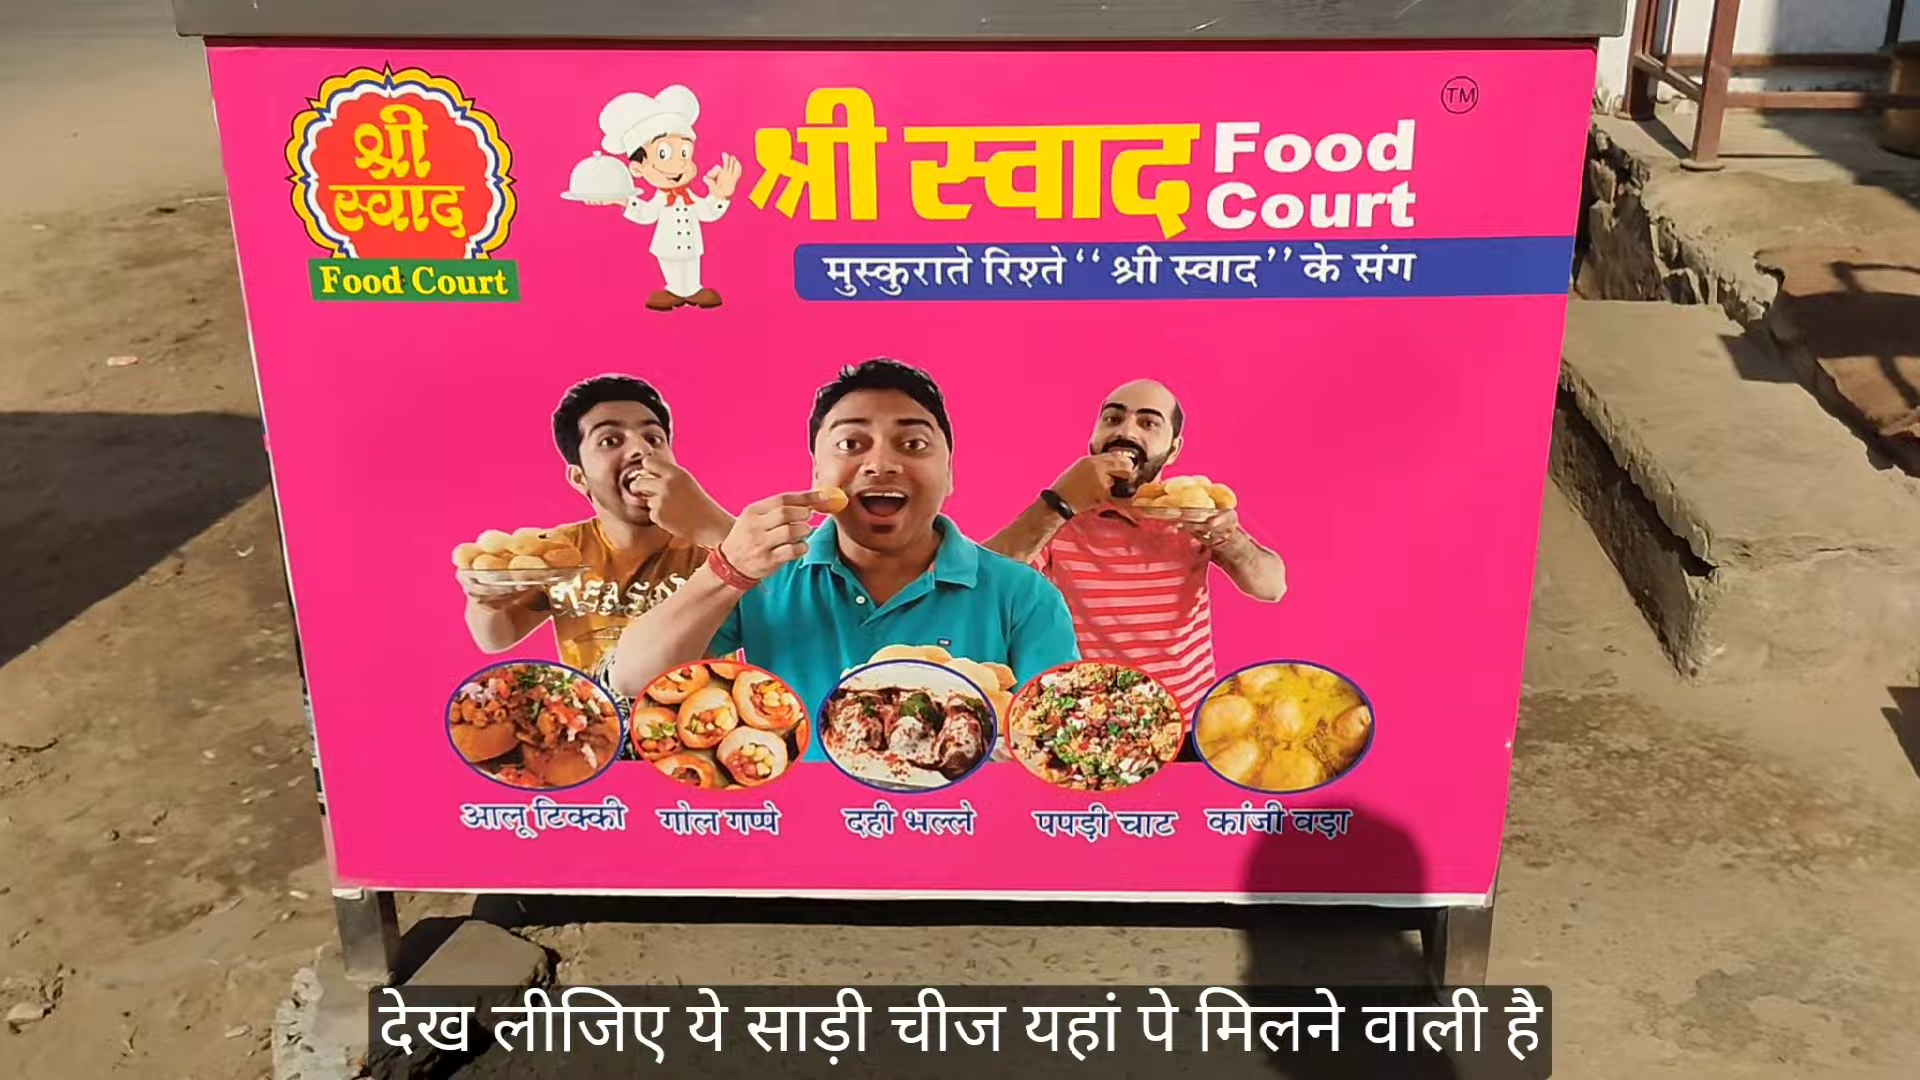 श्री
स्वाद
Food Court
श्री स्वाद Food Court
TM
मुस्कुराते रिश्ते “ श्री स्वाद ” के संग
आलू टिक्की गोल गप्पे दही भल्ले पपड़ी चाट कांजी वड़ा
देख लीजिए ये साड़ी चीज यहां पे मिलने वाली है